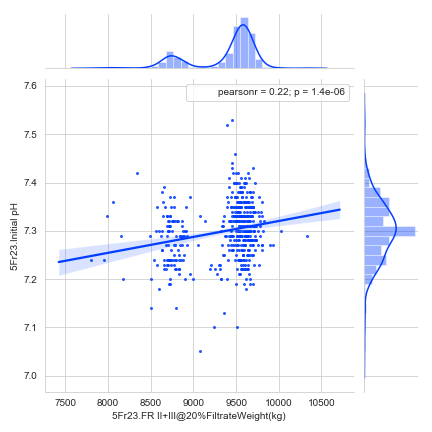 pearsonr = 0.22; p = 1.4e-06
7.6
7.5
7.4
7.3
7.2
7.1
7.0
5Fr23.Initial pH
7500 8000 8500 9000 9500 10000 10500
5Fr23.FR II+III@20%FiltrateWeight(kg)